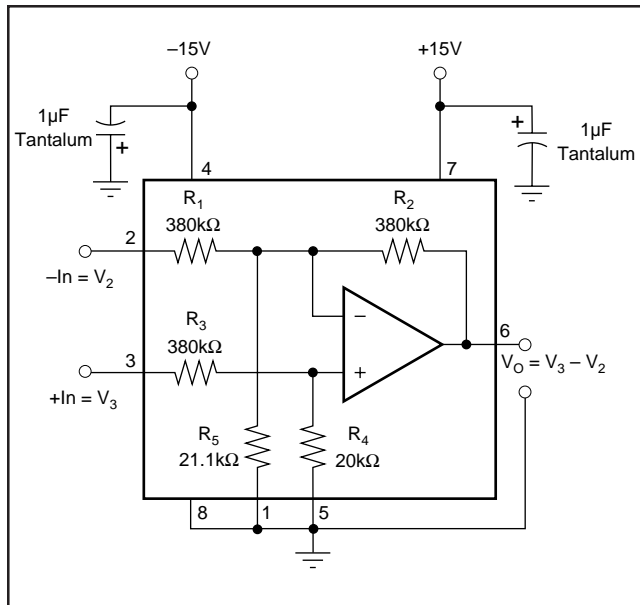 –15V
+15V
1µF
Tantalum
+
+
1µF
Tantalum
4
7
R1
380kΩ
R2
380kΩ
2
–In = V2
–
R3
380kΩ
6
3
+
VO = V3 – V2
+In = V3
R5
21.1kΩ
R4
20kΩ
8
1
5